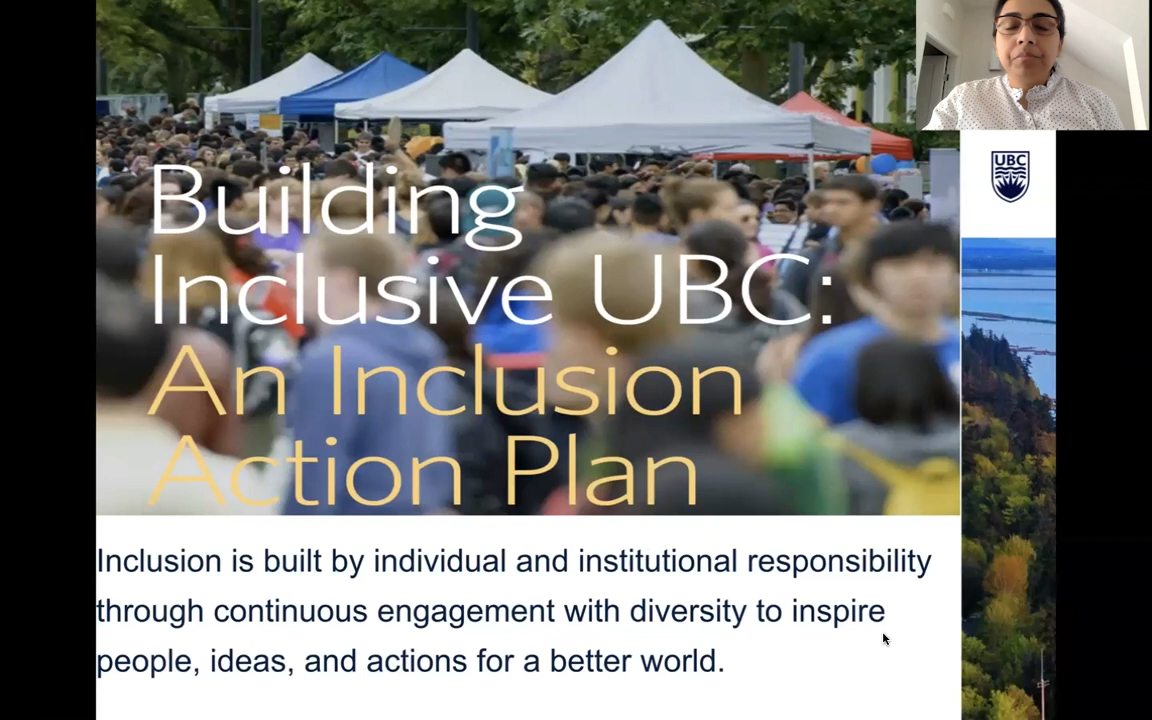 Building
Inclusive UBC:
An Inclusion
Action Plan
UBC
Inclusion is built by individual and institutional responsibility
through continuous engagement with diversity to inspire
people, ideas, and actions for a better world.